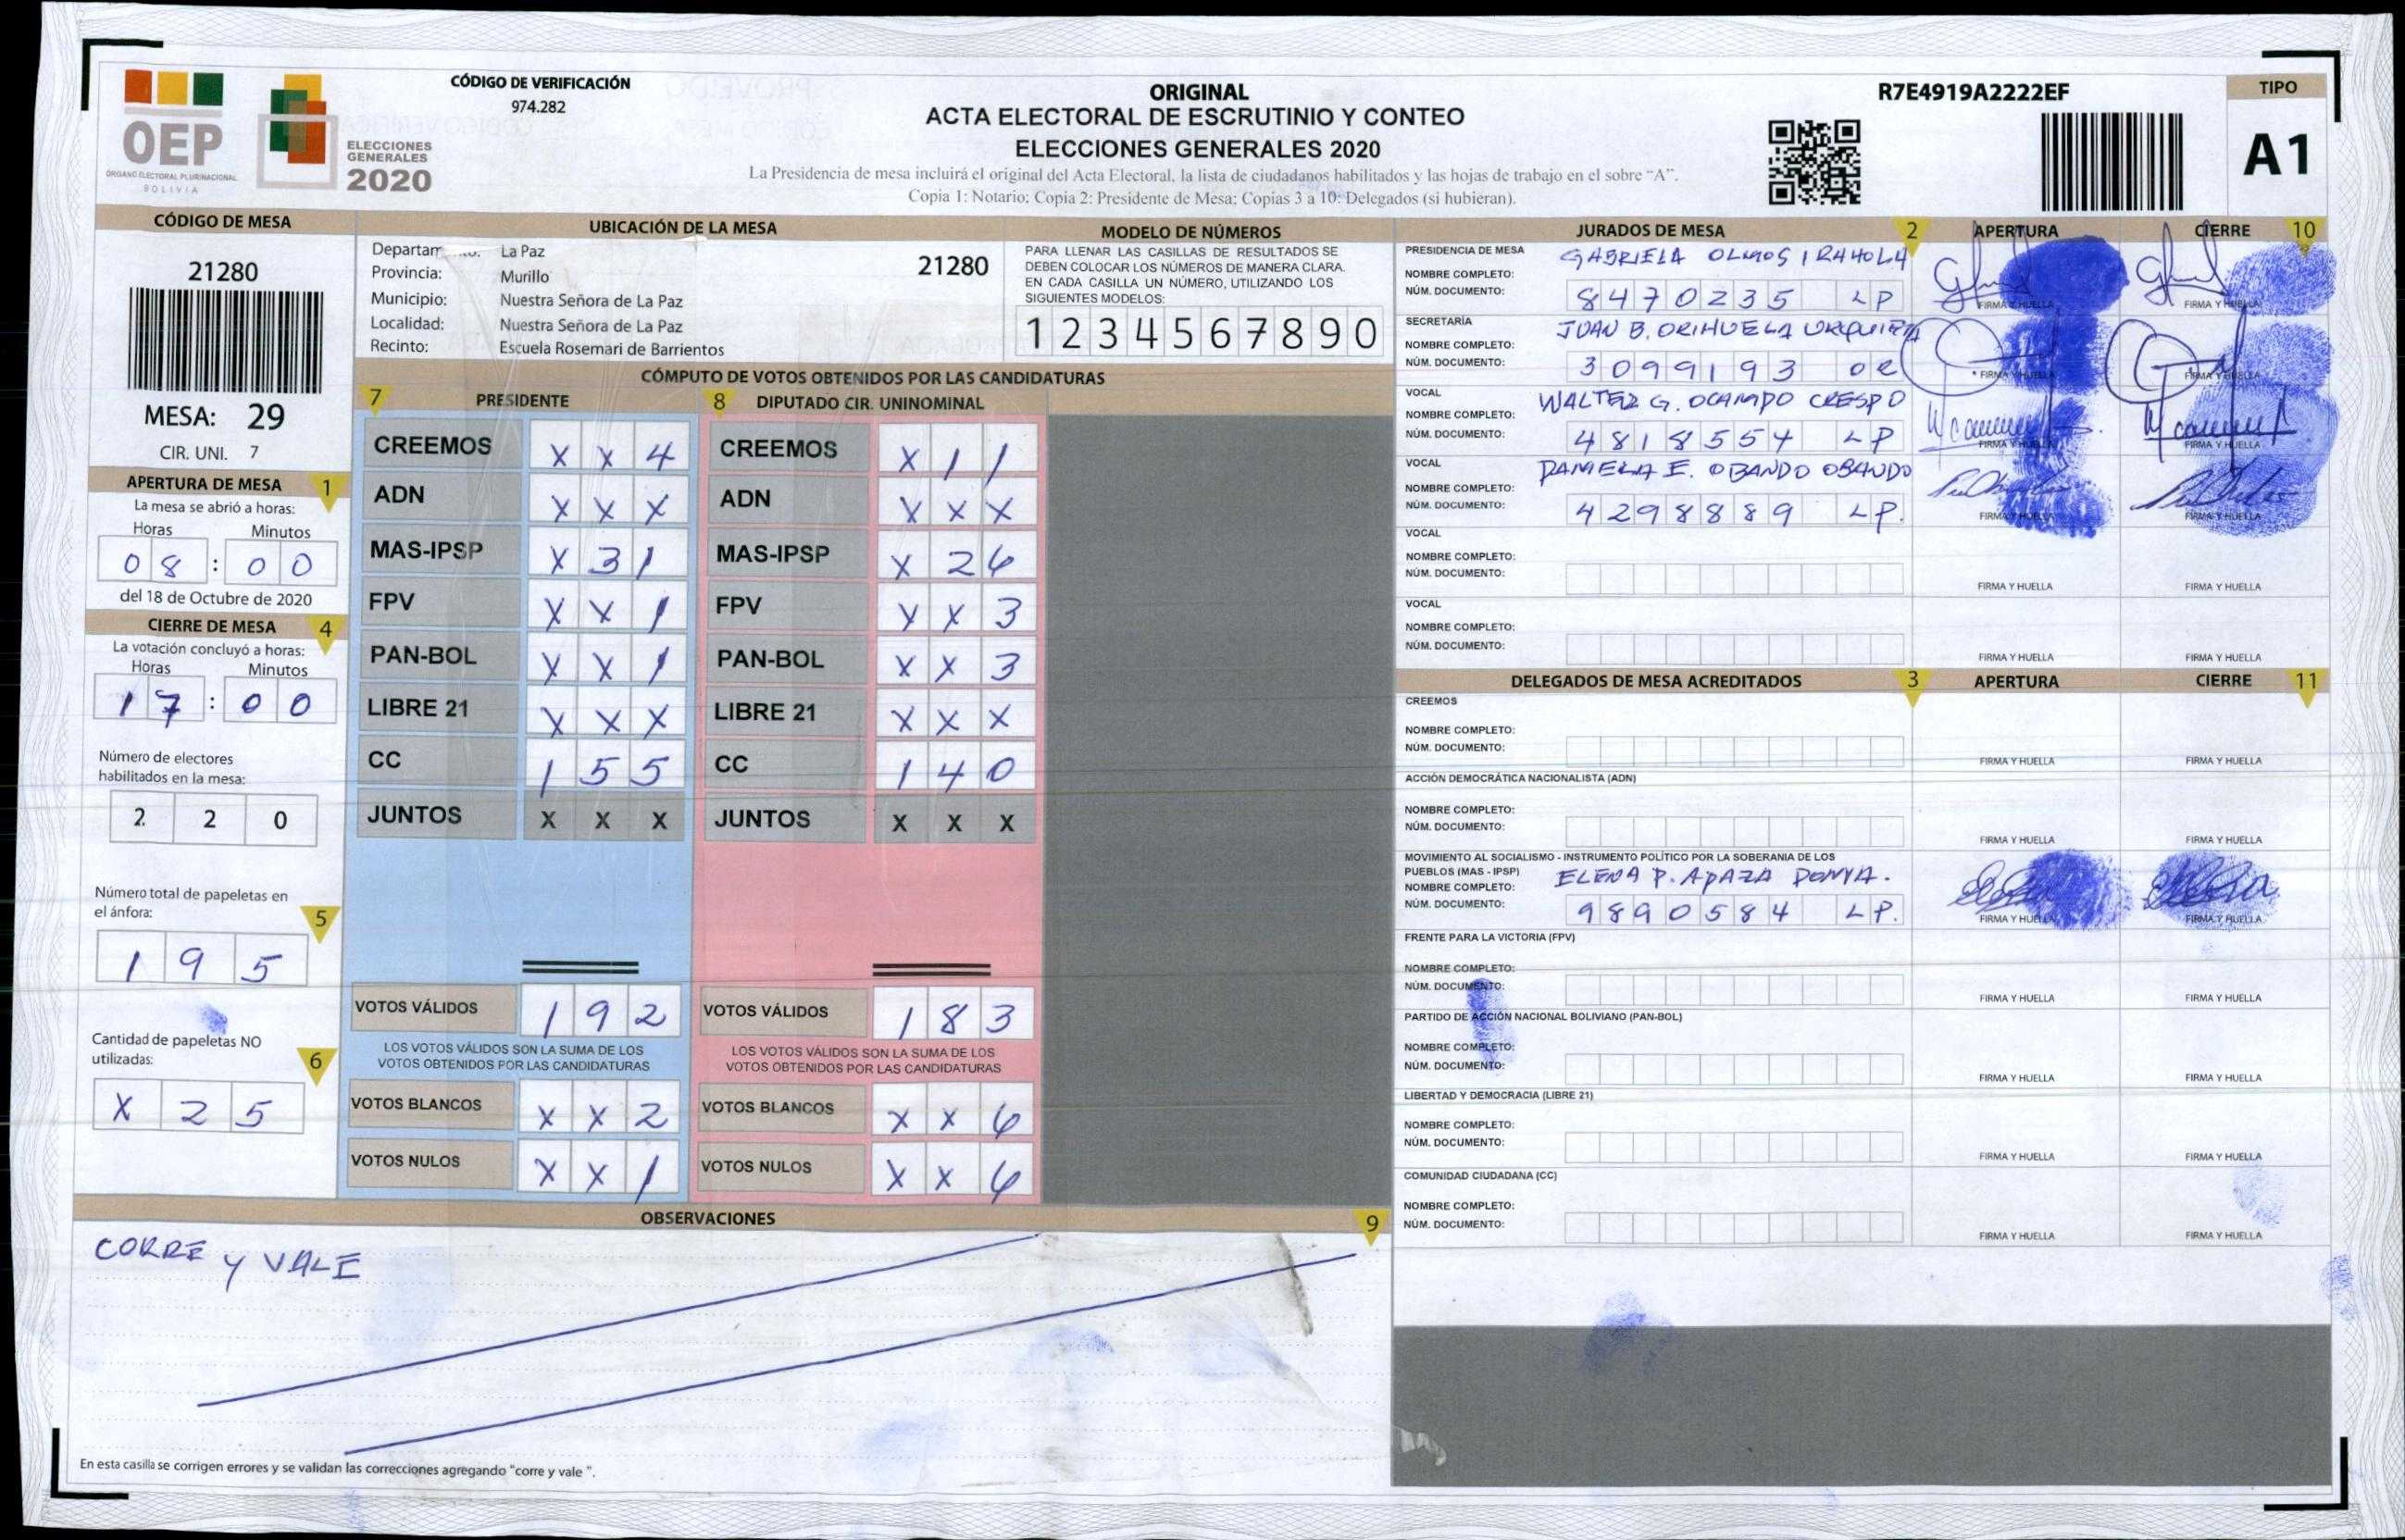 OEP
ÓRGANO ELECTORAL PLURINACIONAL
BOLIVIA
ELECCIONES
GENERALES
2020
CÓDIGO DE VERIFICACIÓN
974.282
ORIGINAL
ACTA ELECTORAL DE ESCRUTINIO Y CONTEO
ELECCIONES GENERALES 2020
La Presidencia de mesa incluirá el original del Acta Electoral, la lista de ciudadanos habilitados y las hojas de trabajo en el sobre “A”.
Copia 1: Notario; Copia 2: Presidente de Mesa; Copias 3 a 10: Delegados (si hubieran).
R7E4919A2222EF
TIPO
A1
CÓDIGO DE MESA
21280
MESA: 29
CIR. UNI. 7
APERTURA DE MESA 1
La mesa se abrió a horas:
Horas Minutos
0 8 : 0 0
del 18 de Octubre de 2020
CIERRE DE MESA 4
La votación concluyó a horas:
Horas Minutos
1 7 : 0 0
Número de electores
habilitados en la mesa:
2 2 0
Número total de papeletas en
el ánfora:
5
1 9 5
Cantidad de papeletas NO
utilizadas:
6
X 2 5
UBICACIÓN DE LA MESA
La Paz
Provincia: Murillo
Municipio: Nuestra Señora de La Paz
Localidad: Nuestra Señora de La Paz
Recinto: Escuela Rosemari de Barrientos
21280
MODELO DE NÚMEROS
PARA LLENAR LAS CASILLAS DE RESULTADOS SE
DEBEN COLOCAR LOS NÚMEROS DE MANERA CLARA.
EN CADA CASILLA UN NÚMERO, UTILIZANDO LOS
SIGUIENTES MODELOS:
1 2 3 4 5 6 7 8 9 0
CÓMPUTO DE VOTOS OBTENIDOS POR LAS CANDIDATURAS
7 PRESIDENTE
CREEMOS X X 4
ADN X X X
MAS-IPSP X 3 1
FPV X X 1
PAN-BOL X X 1
LIBRE 21 X X X
CC 1 5 5
JUNTOS X X X
VOTOS VÁLIDOS 1 9 2
LOS VOTOS VÁLIDOS SON LA SUMA DE LOS
VOTOS OBTENIDOS POR LAS CANDIDATURAS
VOTOS BLANCOS X X 2
VOTOS NULOS X X 1
8 DIPUTADO CIR. UNINOMINAL
CREEMOS X 1 1
ADN X X X
MAS-IPSP X 2 6
FPV X X 3
PAN-BOL X X 3
LIBRE 21 X X X
CC 1 4 0
JUNTOS X X X
VOTOS VÁLIDOS 1 8 3
LOS VOTOS VÁLIDOS SON LA SUMA DE LOS
VOTOS OBTENIDOS POR LAS CANDIDATURAS
VOTOS BLANCOS X X 6
VOTOS NULOS X X 6
OBSERVACIONES
9
CORRE Y VALE
En esta casilla se corrigen errores y se validan las correcciones agregando "corre y vale ".
JURADOS DE MESA 2 APERTURA CIERRE 10
PRESIDENCIA DE MESA
NOMBRE COMPLETO: GABRIELA OLMOS IRAHOLA
NÚM. DOCUMENTO: 8470235 LP
FIRMA Y HUELLA FIRMA Y HUELLA
SECRETARÍA
NOMBRE COMPLETO: JUAN B. ORIHUELA URQUIETA
NÚM. DOCUMENTO: 3099193 OR
FIRMA Y HUELLA FIRMA Y HUELLA
VOCAL
NOMBRE COMPLETO: WALTER G. OCAMPO CRESPO
NÚM. DOCUMENTO: 4818554 LP
FIRMA Y HUELLA FIRMA Y HUELLA
VOCAL
NOMBRE COMPLETO: DANIELA E. OBANDO OBANDO
NÚM. DOCUMENTO: 4298889 LP.
FIRMA Y HUELLA FIRMA Y HUELLA
VOCAL
NOMBRE COMPLETO:
NÚM. DOCUMENTO:
FIRMA Y HUELLA FIRMA Y HUELLA
VOCAL
NOMBRE COMPLETO:
NÚM. DOCUMENTO:
FIRMA Y HUELLA FIRMA Y HUELLA
DELEGADOS DE MESA ACREDITADOS 3 APERTURA CIERRE 11
CREEMOS
NOMBRE COMPLETO:
NÚM. DOCUMENTO:
FIRMA Y HUELLA FIRMA Y HUELLA
ACCIÓN DEMOCRÁTICA NACIONALISTA (ADN)
NOMBRE COMPLETO:
NÚM. DOCUMENTO:
FIRMA Y HUELLA FIRMA Y HUELLA
MOVIMIENTO AL SOCIALISMO - INSTRUMENTO POLÍTICO POR LA SOBERANIA DE LOS
PUEBLOS (MAS - IPSP)
NOMBRE COMPLETO: ELENA P. APAZA
NÚM. DOCUMENTO: 9890584 LP.
FIRMA Y HUELLA FIRMA Y HUELLA
FRENTE PARA LA VICTORIA (FPV)
NOMBRE COMPLETO:
NÚM. DOCUMENTO:
FIRMA Y HUELLA FIRMA Y HUELLA
PARTIDO DE ACCIÓN NACIONAL BOLIVIANO (PAN-BOL)
NOMBRE COMPLETO:
NÚM. DOCUMENTO:
FIRMA Y HUELLA FIRMA Y HUELLA
LIBERTAD Y DEMOCRACIA (LIBRE 21)
NOMBRE COMPLETO:
NÚM. DOCUMENTO:
FIRMA Y HUELLA FIRMA Y HUELLA
COMUNIDAD CIUDADANA (CC)
NOMBRE COMPLETO:
NÚM. DOCUMENTO:
FIRMA Y HUELLA FIRMA Y HUELLA